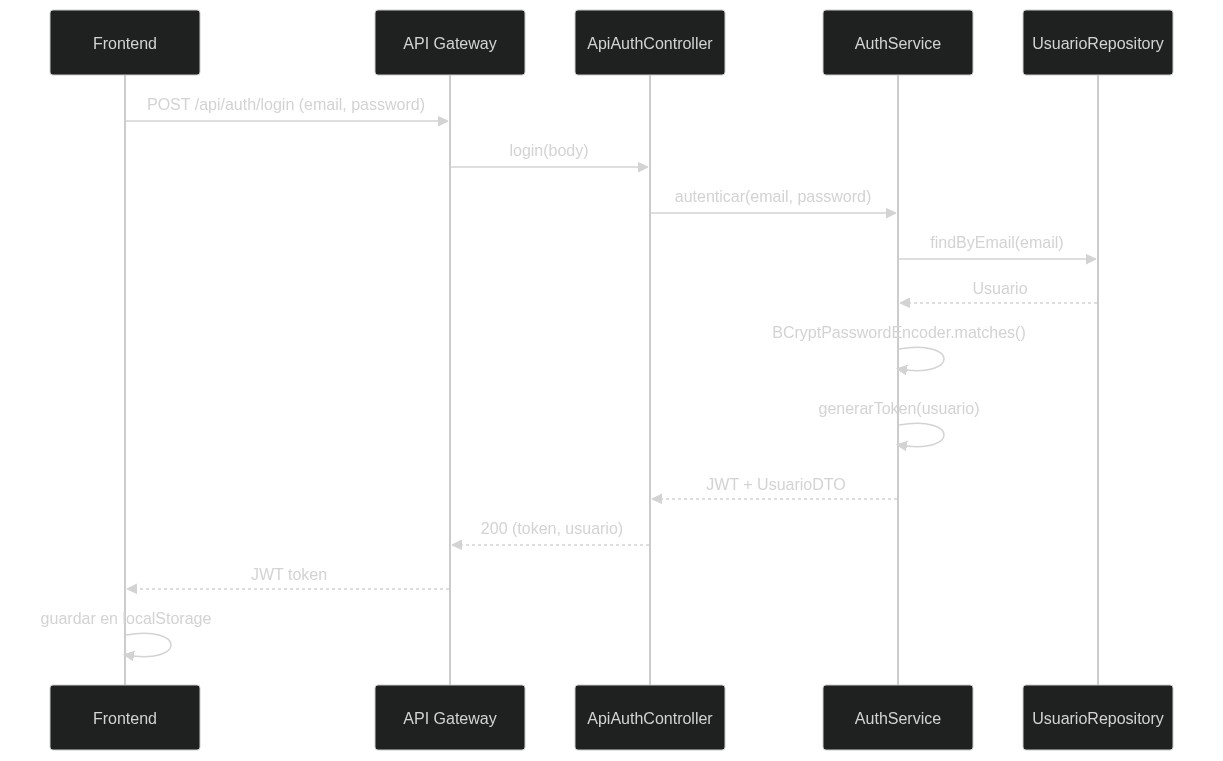 Frontend
API Gateway
ApiAuthController
AuthService
UsuarioRepository
POST /api/auth/login (email, password)
login(body)
autenticar(email, password)
findByEmail(email)
Usuario
BCryptPasswordEncoder.matches()
generarToken(usuario)
JWT + UsuarioDTO
200 (token, usuario)
JWT token
guardar en localStorage
Frontend
API Gateway
ApiAuthController
AuthService
UsuarioRepository